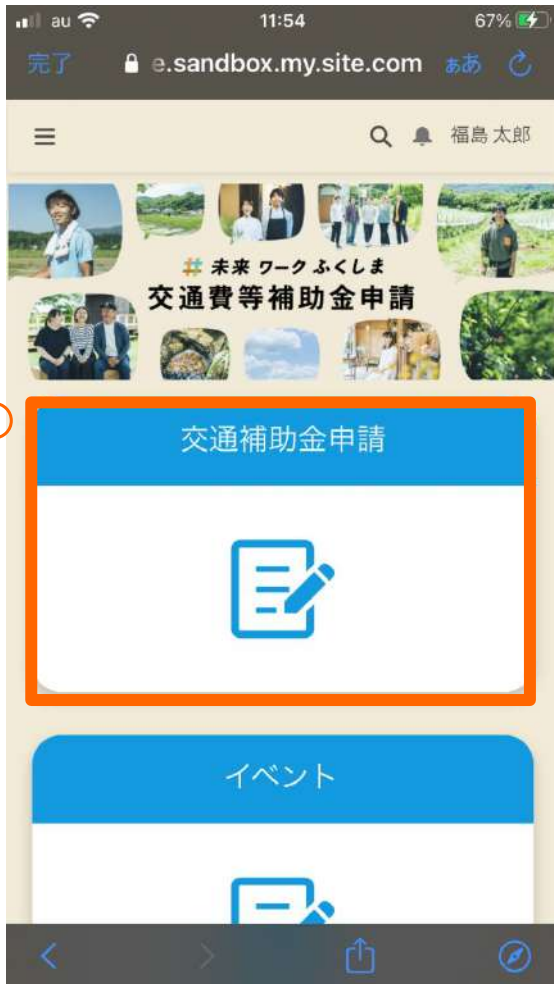 au 11:54 67%
完了 e.sandbox.my.site.com ああ
福島 太郎
# 未来 ワーク ふくしま
交通費等補助金申請
交通補助金申請
イベント